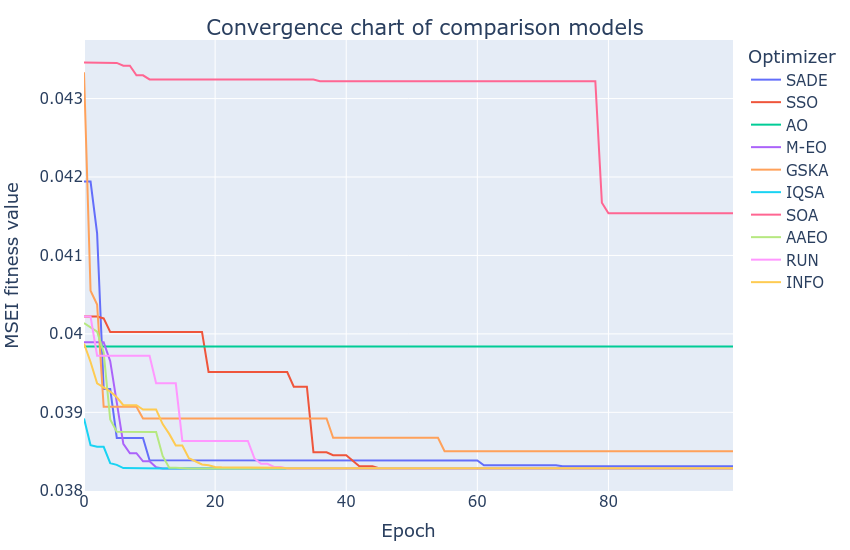 Convergence chart of comparison models
MSEI fitness value
0.043
0.042
0.041
0.04
0.039
0.038
0
20
40
60
80
Epoch
Optimizer
SADE
SSO
AO
M-EO
GSKA
IQSA
SOA
AAEO
RUN
INFO